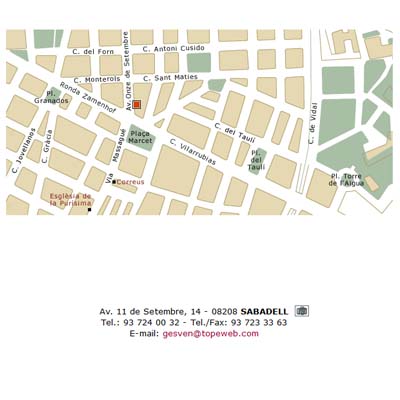 C. del Forn
Av. Onze de Setembre
C. Antoni Cusido
C. Monterols
C. Sant Maties
Ronda Zamenhof
Pl.
Granados
C. Jovellanos
C. Gràcia
Via Massagué
Plaça
Marcet
C. del Taulí
C. Vilarrubias
Pl.
del
Taulí
C. de Vidal
Pl. Torre
de l'Aigua
Correus
Església de
la Puríssima
Av. 11 de Setembre, 14 - 08208 SABADELL
Tel.: 93 724 00 32 - Tel./Fax: 93 723 33 63
E-mail: gesven@topeweb.com